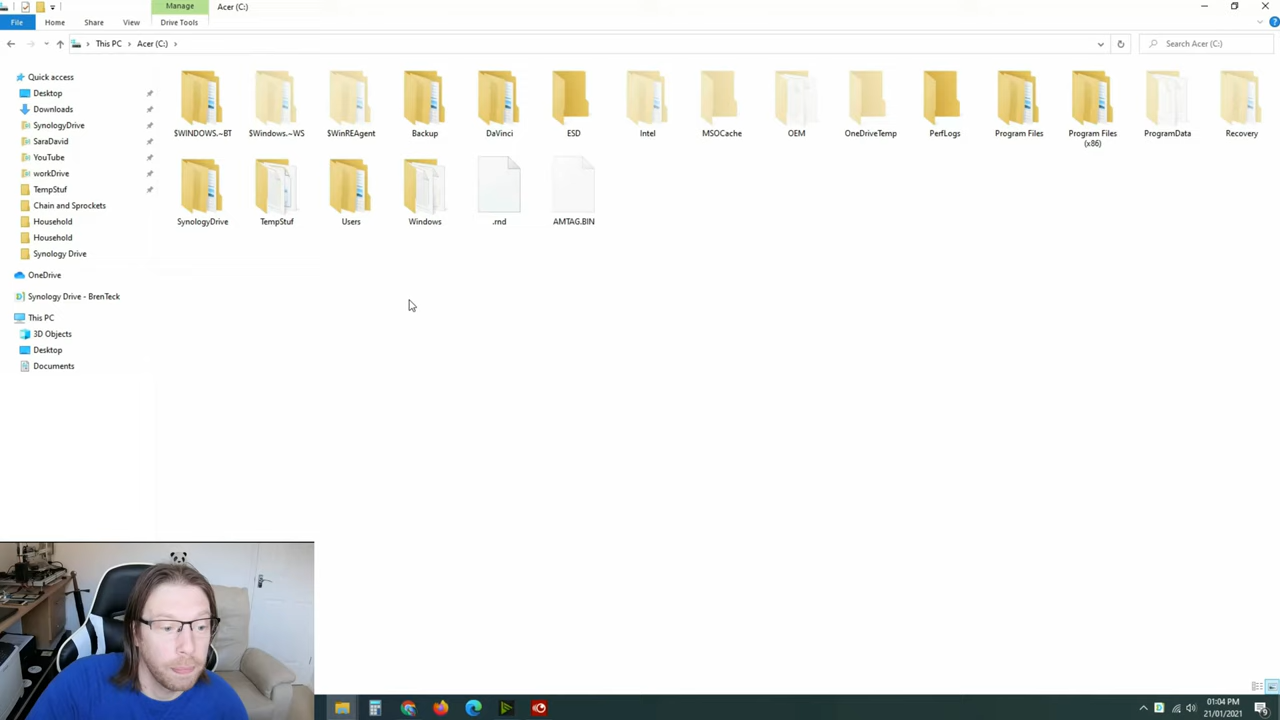 Manage
Acer (C:)
File
Home
Share
View
Drive Tools
This PC
Acer (C:)
Search Acer (C:)
Quick access
Desktop
Downloads
SynologyDrive
SaraDavid
YouTube
workDrive
TempStuf
Chain and Sprockets
Household
Household
Synology Drive
OneDrive
Synology Drive - BrenTeck
This PC
3D Objects
Desktop
Documents
$WINDOWS.~BT
$Windows.~WS
$WinREAgent
Backup
DaVinci
ESD
Intel
MSOCache
OEM
OneDriveTemp
PerfLogs
Program Files
Program Files
(x86)
ProgramData
Recovery
SynologyDrive
TempStuf
Users
Windows
.rnd
AMTAG.BIN
01:04 PM
21/01/2021